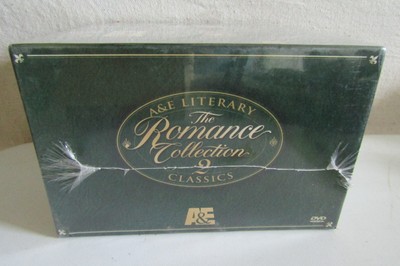 A&E LITERARY
The
Romance
Collection
2
CLASSICS
A&E
DVD